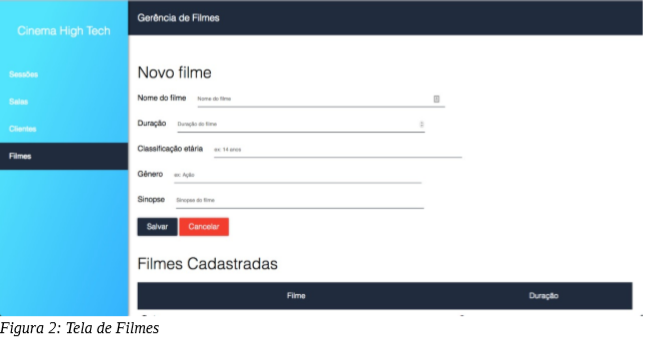 Cinema High Tech
Gerência de Filmes
Sessões
Salas
Clientes
Filmes
Novo filme
Nome do filme Nome do filme
Duração Duração do filme
Classificação etária ex: 14 anos
Gênero ex: Ação
Sinopse Sinopse do filme
Salvar Cancelar
Filmes Cadastradas
Filme Duração
Figura 2: Tela de Filmes